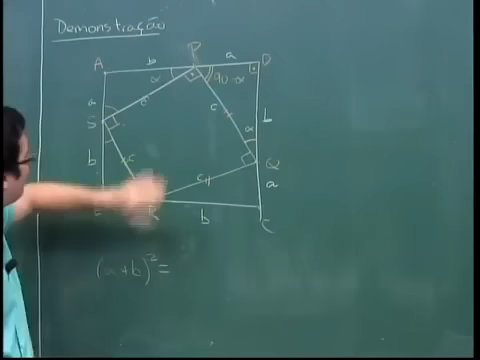 Demonstração
A b P a D
α 90-α
a c c b
S α
b c Q
c a
R b C
(a+b)² =